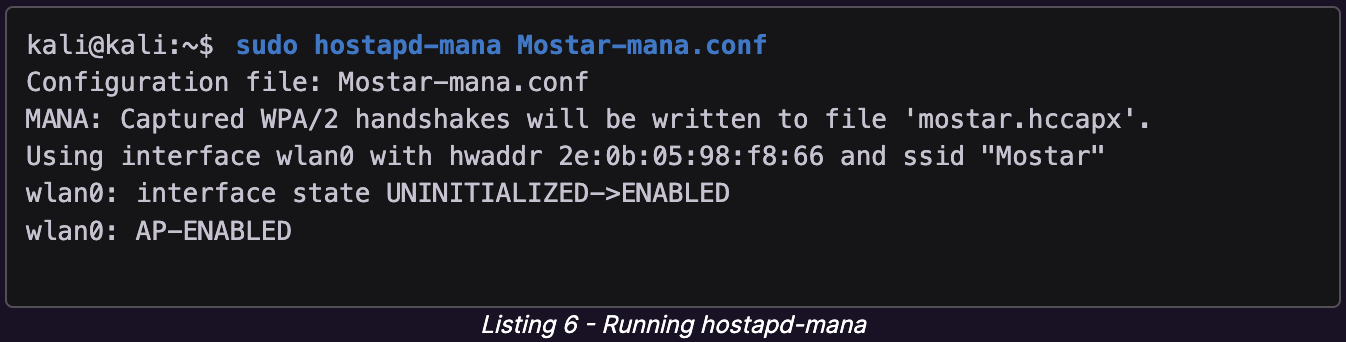 kali@kali:~$ sudo hostapd-mana Mostar-mana.conf
Configuration file: Mostar-mana.conf
MANA: Captured WPA/2 handshakes will be written to file 'mostar.hccapx'.
Using interface wlan0 with hwaddr 2e:0b:05:98:f8:66 and ssid "Mostar"
wlan0: interface state UNINITIALIZED->ENABLED
wlan0: AP-ENABLED
Listing 6 - Running hostapd-mana